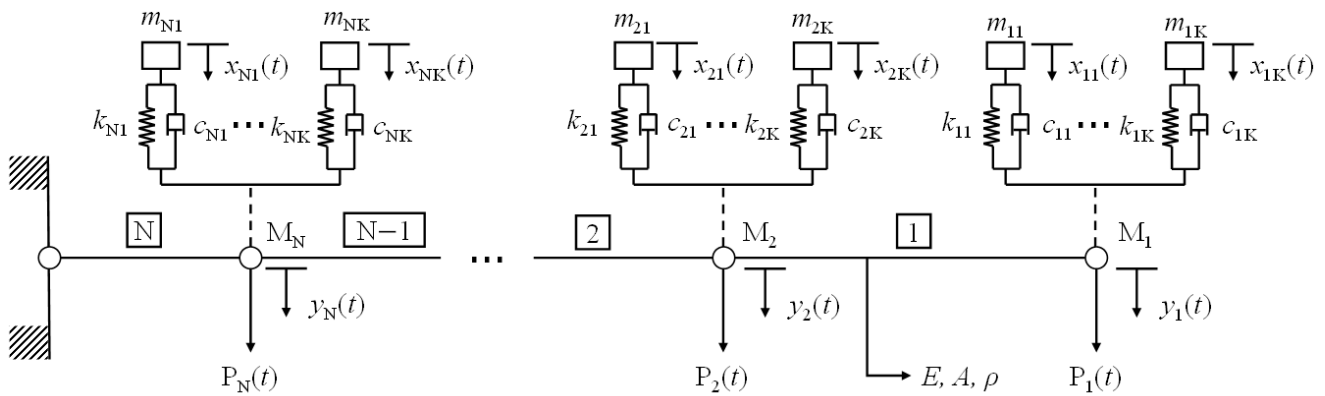 m_N1 m_NK m_21 m_2K m_11 m_1K
x_N1(t) x_NK(t) x_21(t) x_2K(t) x_11(t) x_1K(t)
k_N1 c_N1 ... k_NK c_NK k_21 c_21 ... k_2K c_2K k_11 c_11 ... k_1K c_1K
N M_N N−1 ... 2 M_2 1 M_1
y_N(t) y_2(t) y_1(t)
P_N(t) P_2(t) E, A, ρ P_1(t)